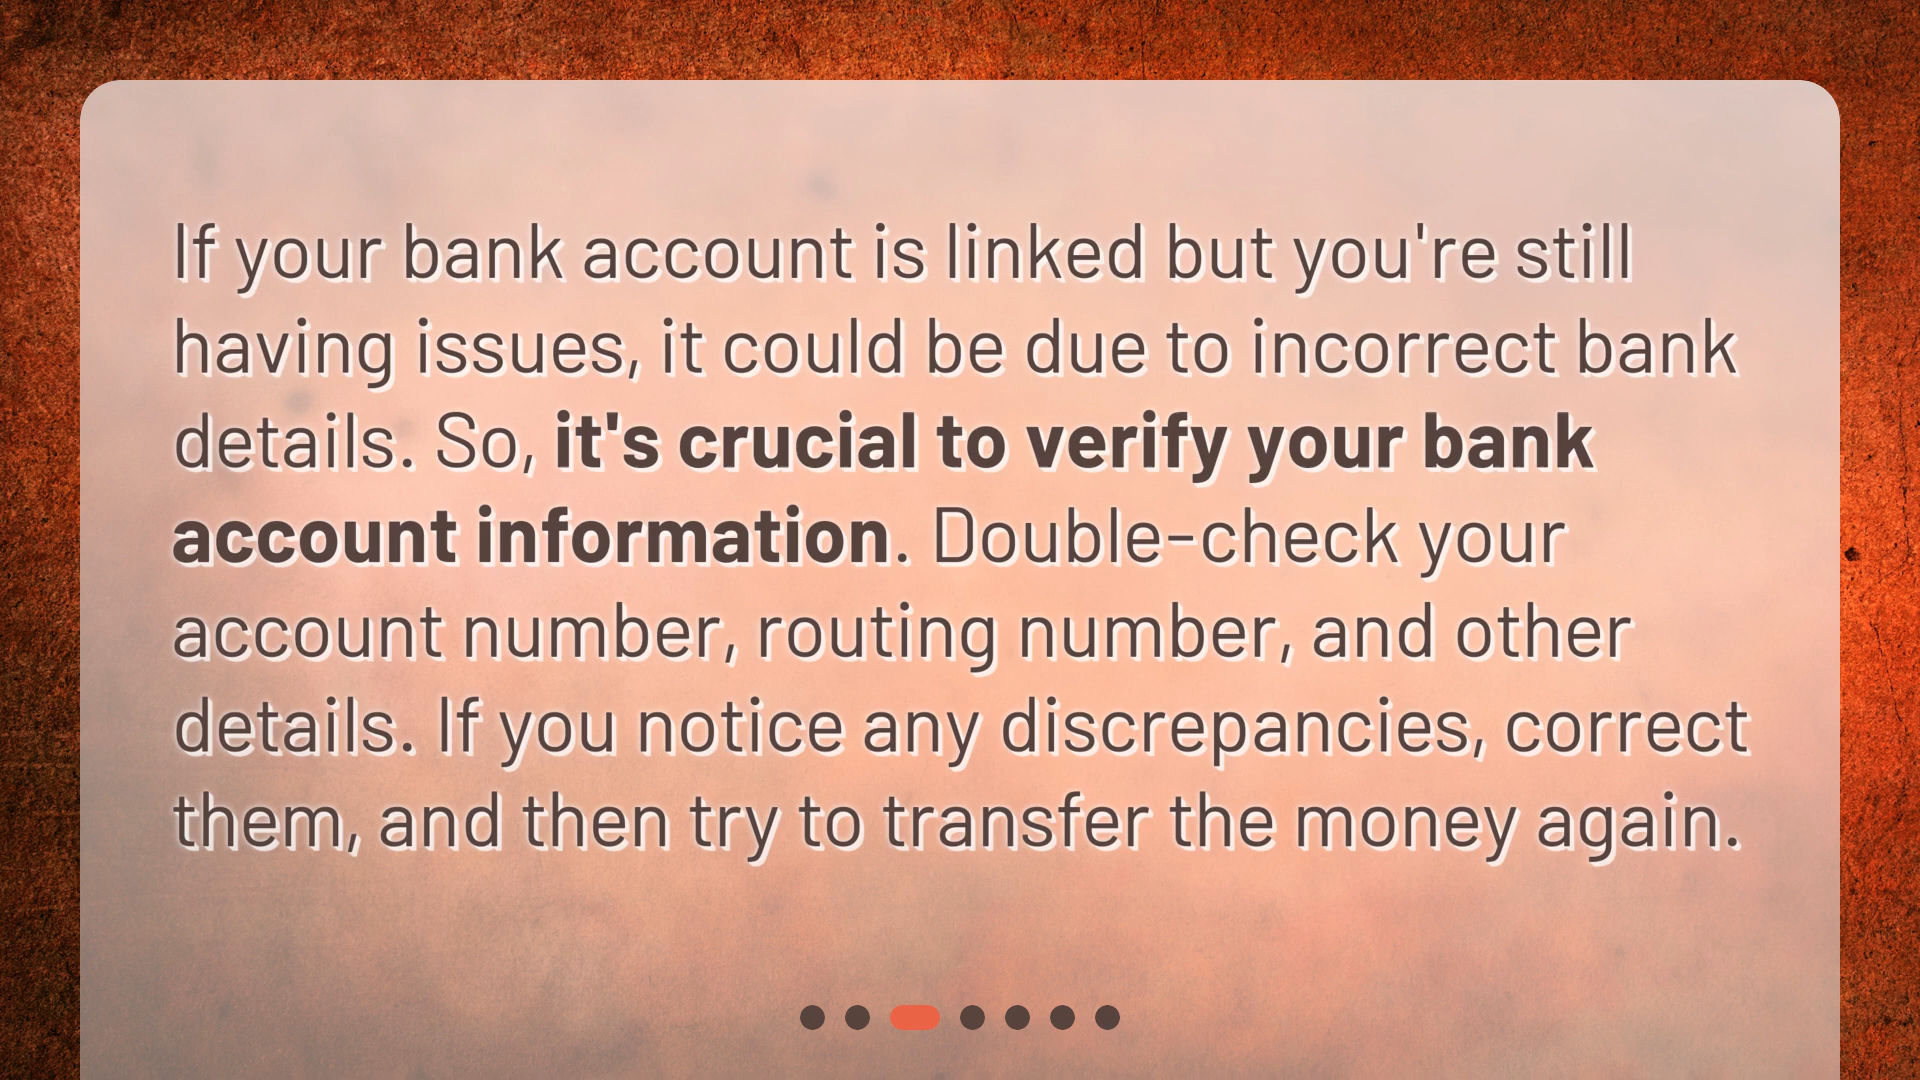 If your bank account is linked but you're still
having issues, it could be due to incorrect bank
details. So, it's crucial to verify your bank
account information. Double-check your
account number, routing number, and other
details. If you notice any discrepancies, correct
them, and then try to transfer the money again.